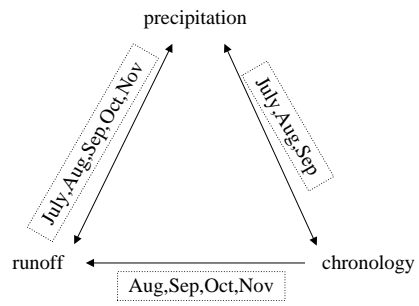 precipitation
July,Aug,Sep,Oct,Nov
July,Aug,Sep
runoff
chronology
Aug,Sep,Oct,Nov